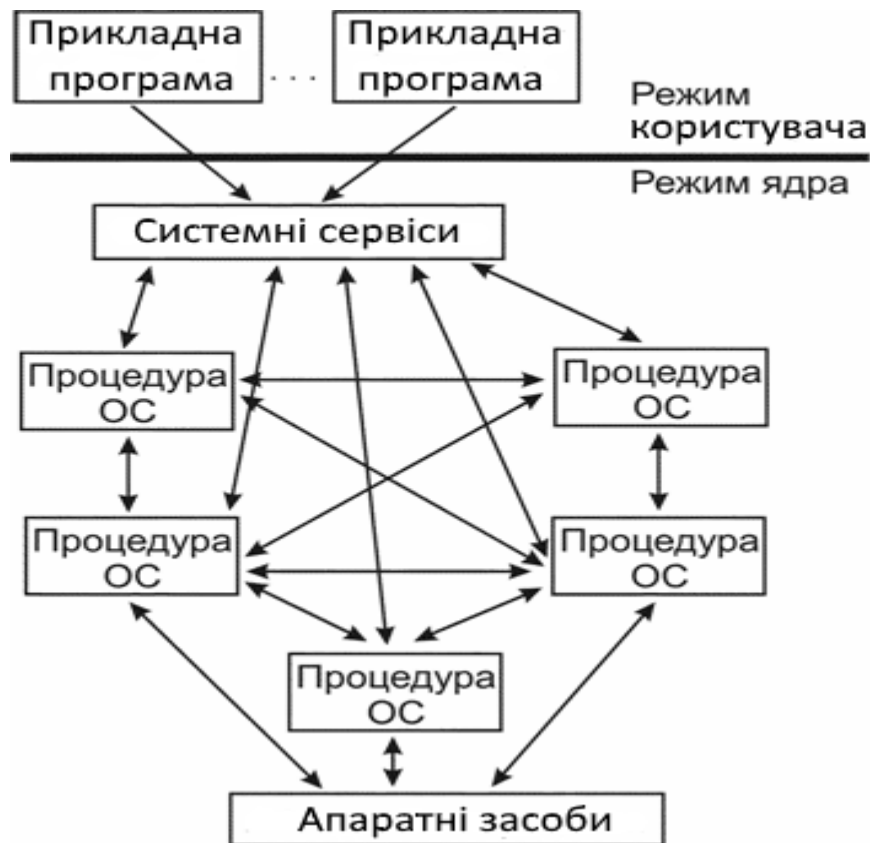 Прикладна
програма
. . .
Прикладна
програма
Режим
користувача
Режим ядра
Системні сервіси
Процедура
ОС
Процедура
ОС
Процедура
ОС
Процедура
ОС
Процедура
ОС
Апаратні засоби